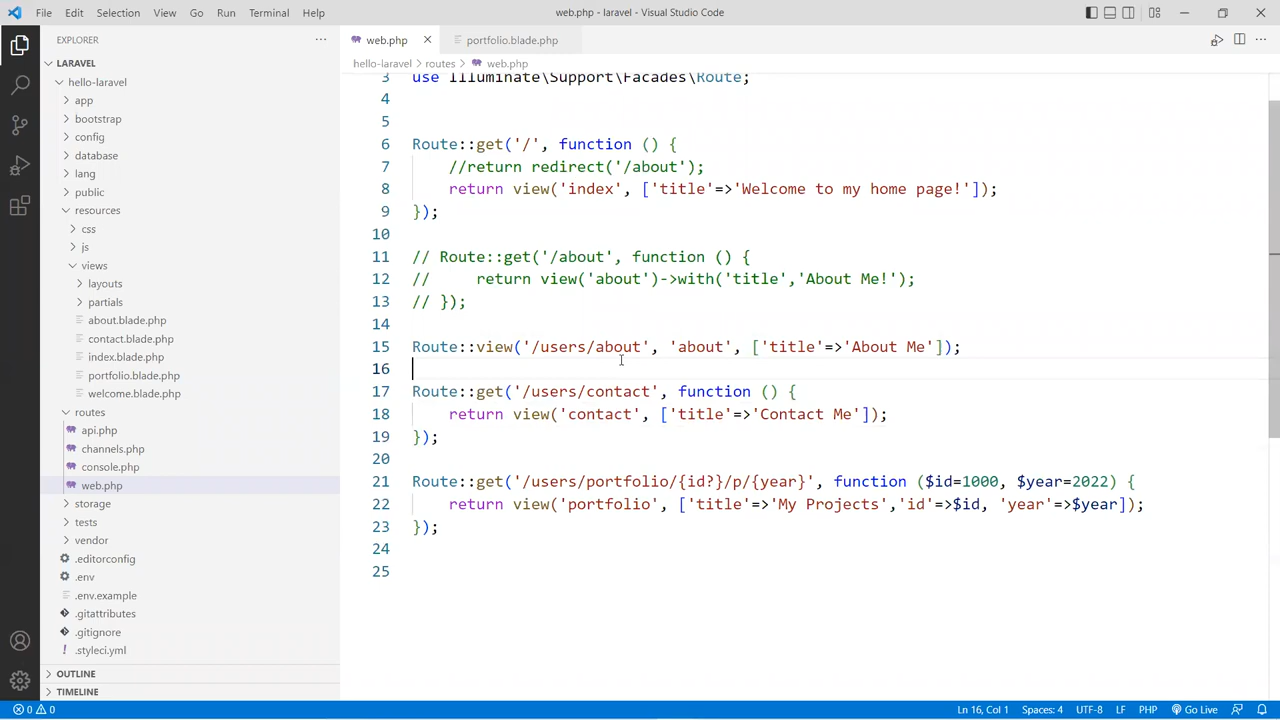 File Edit Selection View Go Run Terminal Help
web.php - laravel - Visual Studio Code
EXPLORER
LARAVEL
hello-laravel
app
bootstrap
config
database
lang
public
resources
css
js
views
layouts
partials
about.blade.php
contact.blade.php
index.blade.php
portfolio.blade.php
welcome.blade.php
routes
api.php
channels.php
console.php
web.php
storage
tests
vendor
.editorconfig
.env
.env.example
.gitattributes
.gitignore
.styleci.yml
OUTLINE
TIMELINE
web.php portfolio.blade.php
hello-laravel > routes > web.php
3 use Illuminate\Support\Facades\Route;
4
5
6 Route::get('/', function () {
7 //return redirect('/about');
8 return view('index', ['title'=>'Welcome to my home page!']);
9 });
10
11 // Route::get('/about', function () {
12 //     return view('about')->with('title','About Me!');
13 // });
14
15 Route::view('/users/about', 'about', ['title'=>'About Me']);
16
17 Route::get('/users/contact', function () {
18 return view('contact', ['title'=>'Contact Me']);
19 });
20
21 Route::get('/users/portfolio/{id?}/p/{year}', function ($id=1000, $year=2022) {
22 return view('portfolio', ['title'=>'My Projects','id'=>$id, 'year'=>$year]);
23 });
24
25
0 0 Ln 16, Col 1 Spaces: 4 UTF-8 LF PHP Go Live